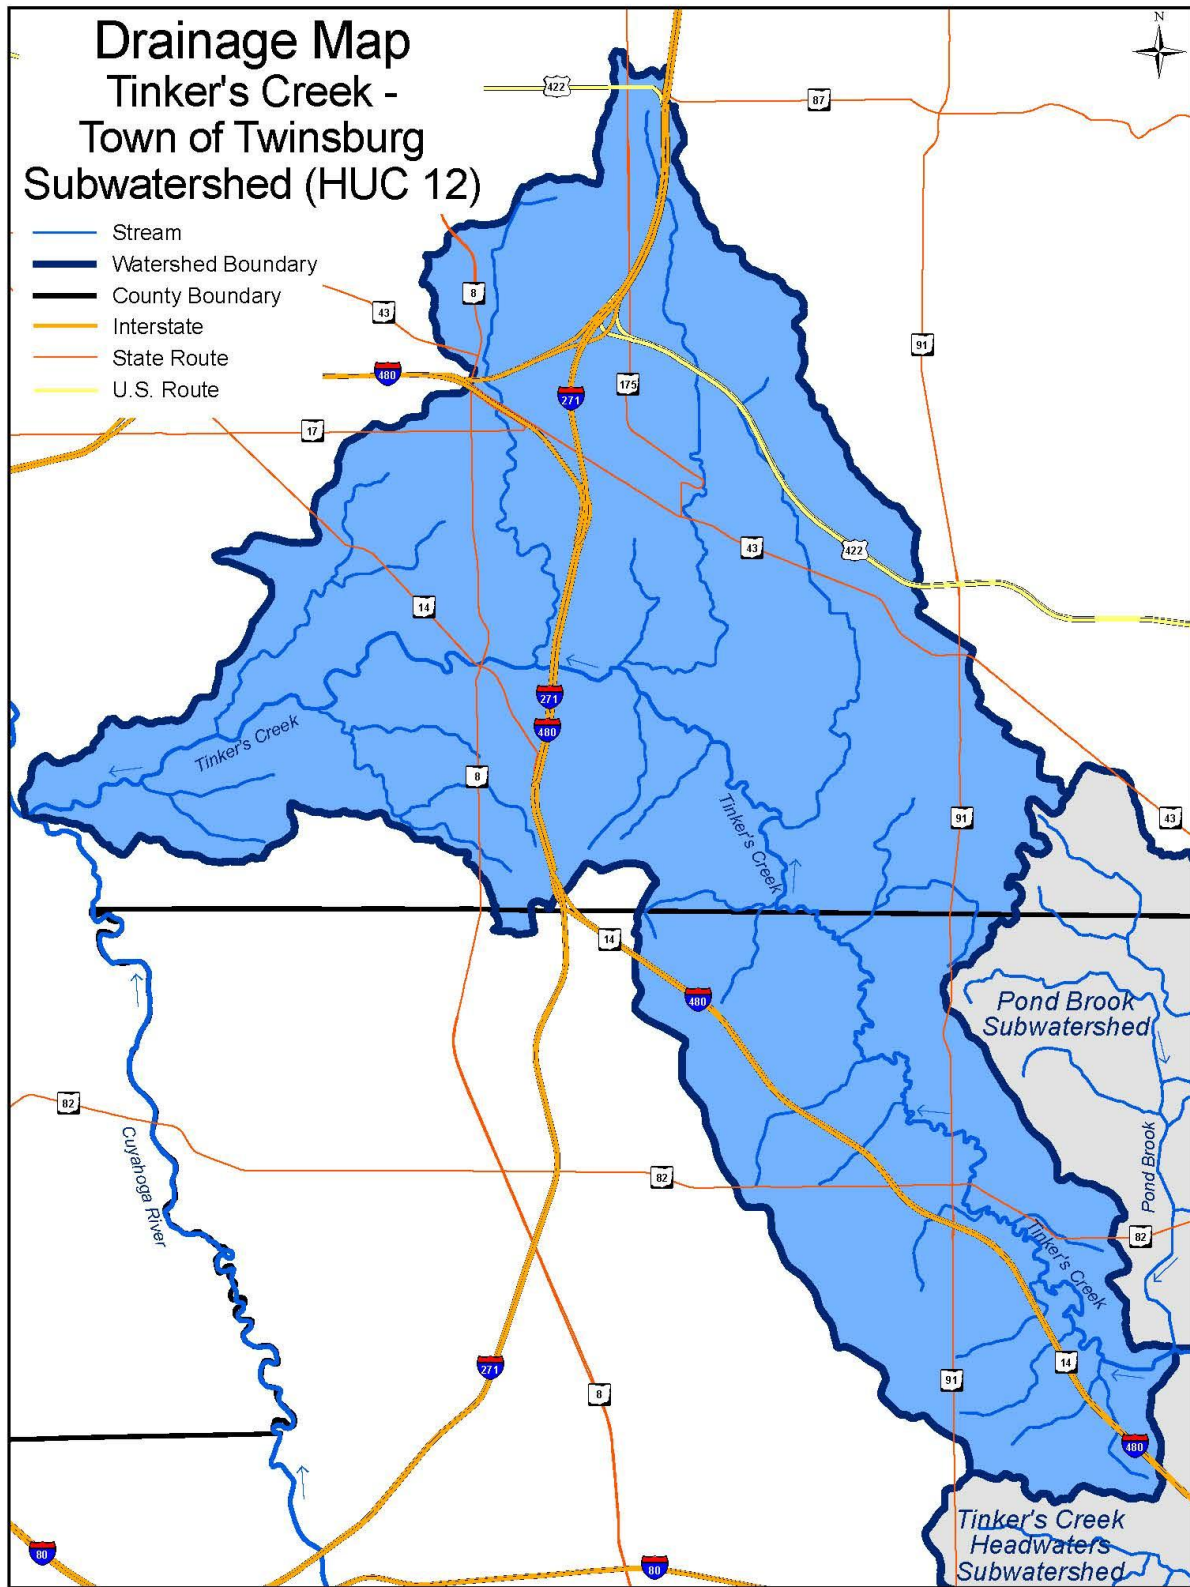 Drainage Map
Tinker's Creek -
Town of Twinsburg
Subwatershed (HUC 12)
Stream
Watershed Boundary
County Boundary
Interstate
State Route
U.S. Route
N
422
87
8
43
91
480
271
175
17
43
422
14
271
480
Tinker's Creek
8
Tinker's Creek
91
43
14
480
Pond Brook
Subwatershed
82
Cuyahoga River
82
Pond Brook
82
Tinker's Creek
271
14
91
8
480
Tinker's Creek
Headwaters
Subwatershed
80
80